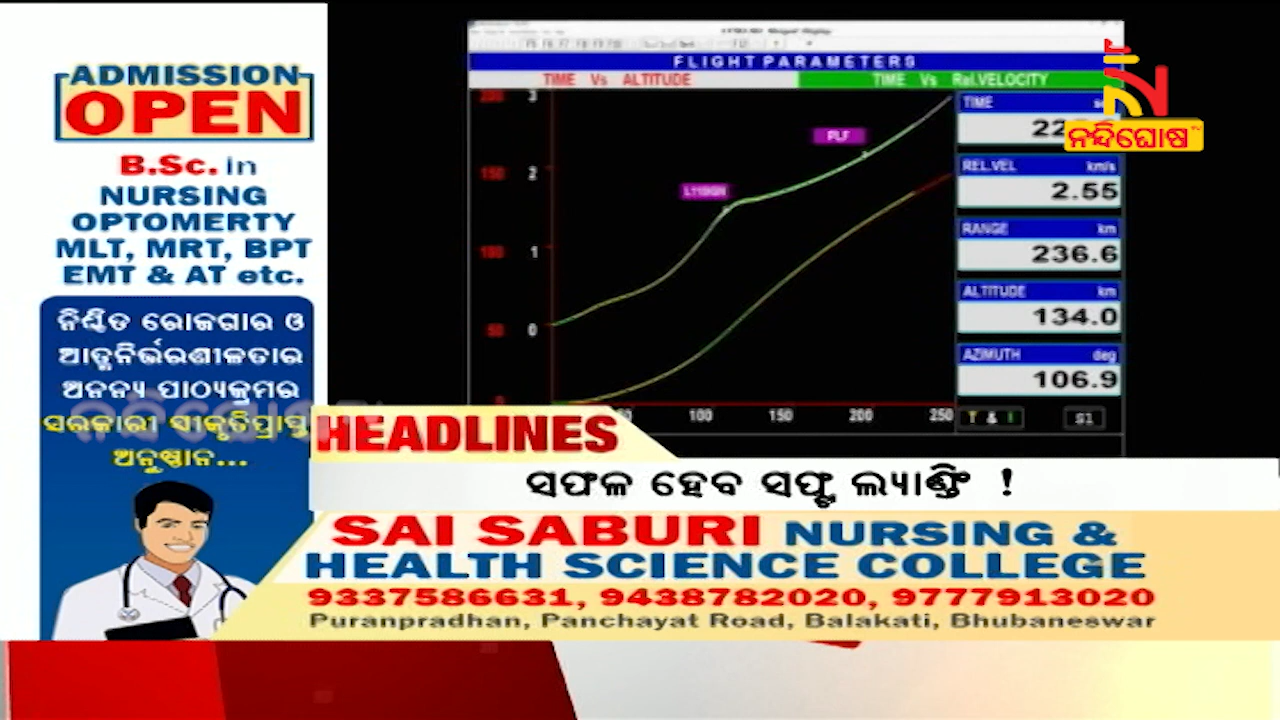 ADMISSION
OPEN
B.Sc. in
NURSING
OPTOMERTY
MLT, MRT, BPT
EMT & AT etc.
ନିଶ୍ଚିତ ରୋଜଗାର ଓ
ଆତ୍ମନିର୍ଭରଶୀଳତାର
ଅନନ୍ୟ ପାଠ୍ୟକ୍ରମର
ସରକାରୀ ସ୍ୱୀକୃତିପ୍ରାପ୍ତ
ଅନୁଷ୍ଠାନ...
FLIGHT PARAMETERS
TIME Vs ALTITUDE
TIME Vs Rel.VELOCITY
200 3
150 2
100 1
50 0
0
100 150 200 250
PLF
TIME
REL.VEL km/s
2.55
RANGE km
236.6
ALTITUDE km
134.0
AZIMUTH deg
106.9
T & I S1
ନନ୍ଦିଘୋଷ
HEADLINES
ସଫଳ ହେବ ସଫ୍ଟ ଲ୍ୟାଣ୍ଡିଂ !
SAI SABURI NURSING &
HEALTH SCIENCE COLLEGE
9337586631, 9438782020, 9777913020
Puranpradhan, Panchayat Road, Balakati, Bhubaneswar